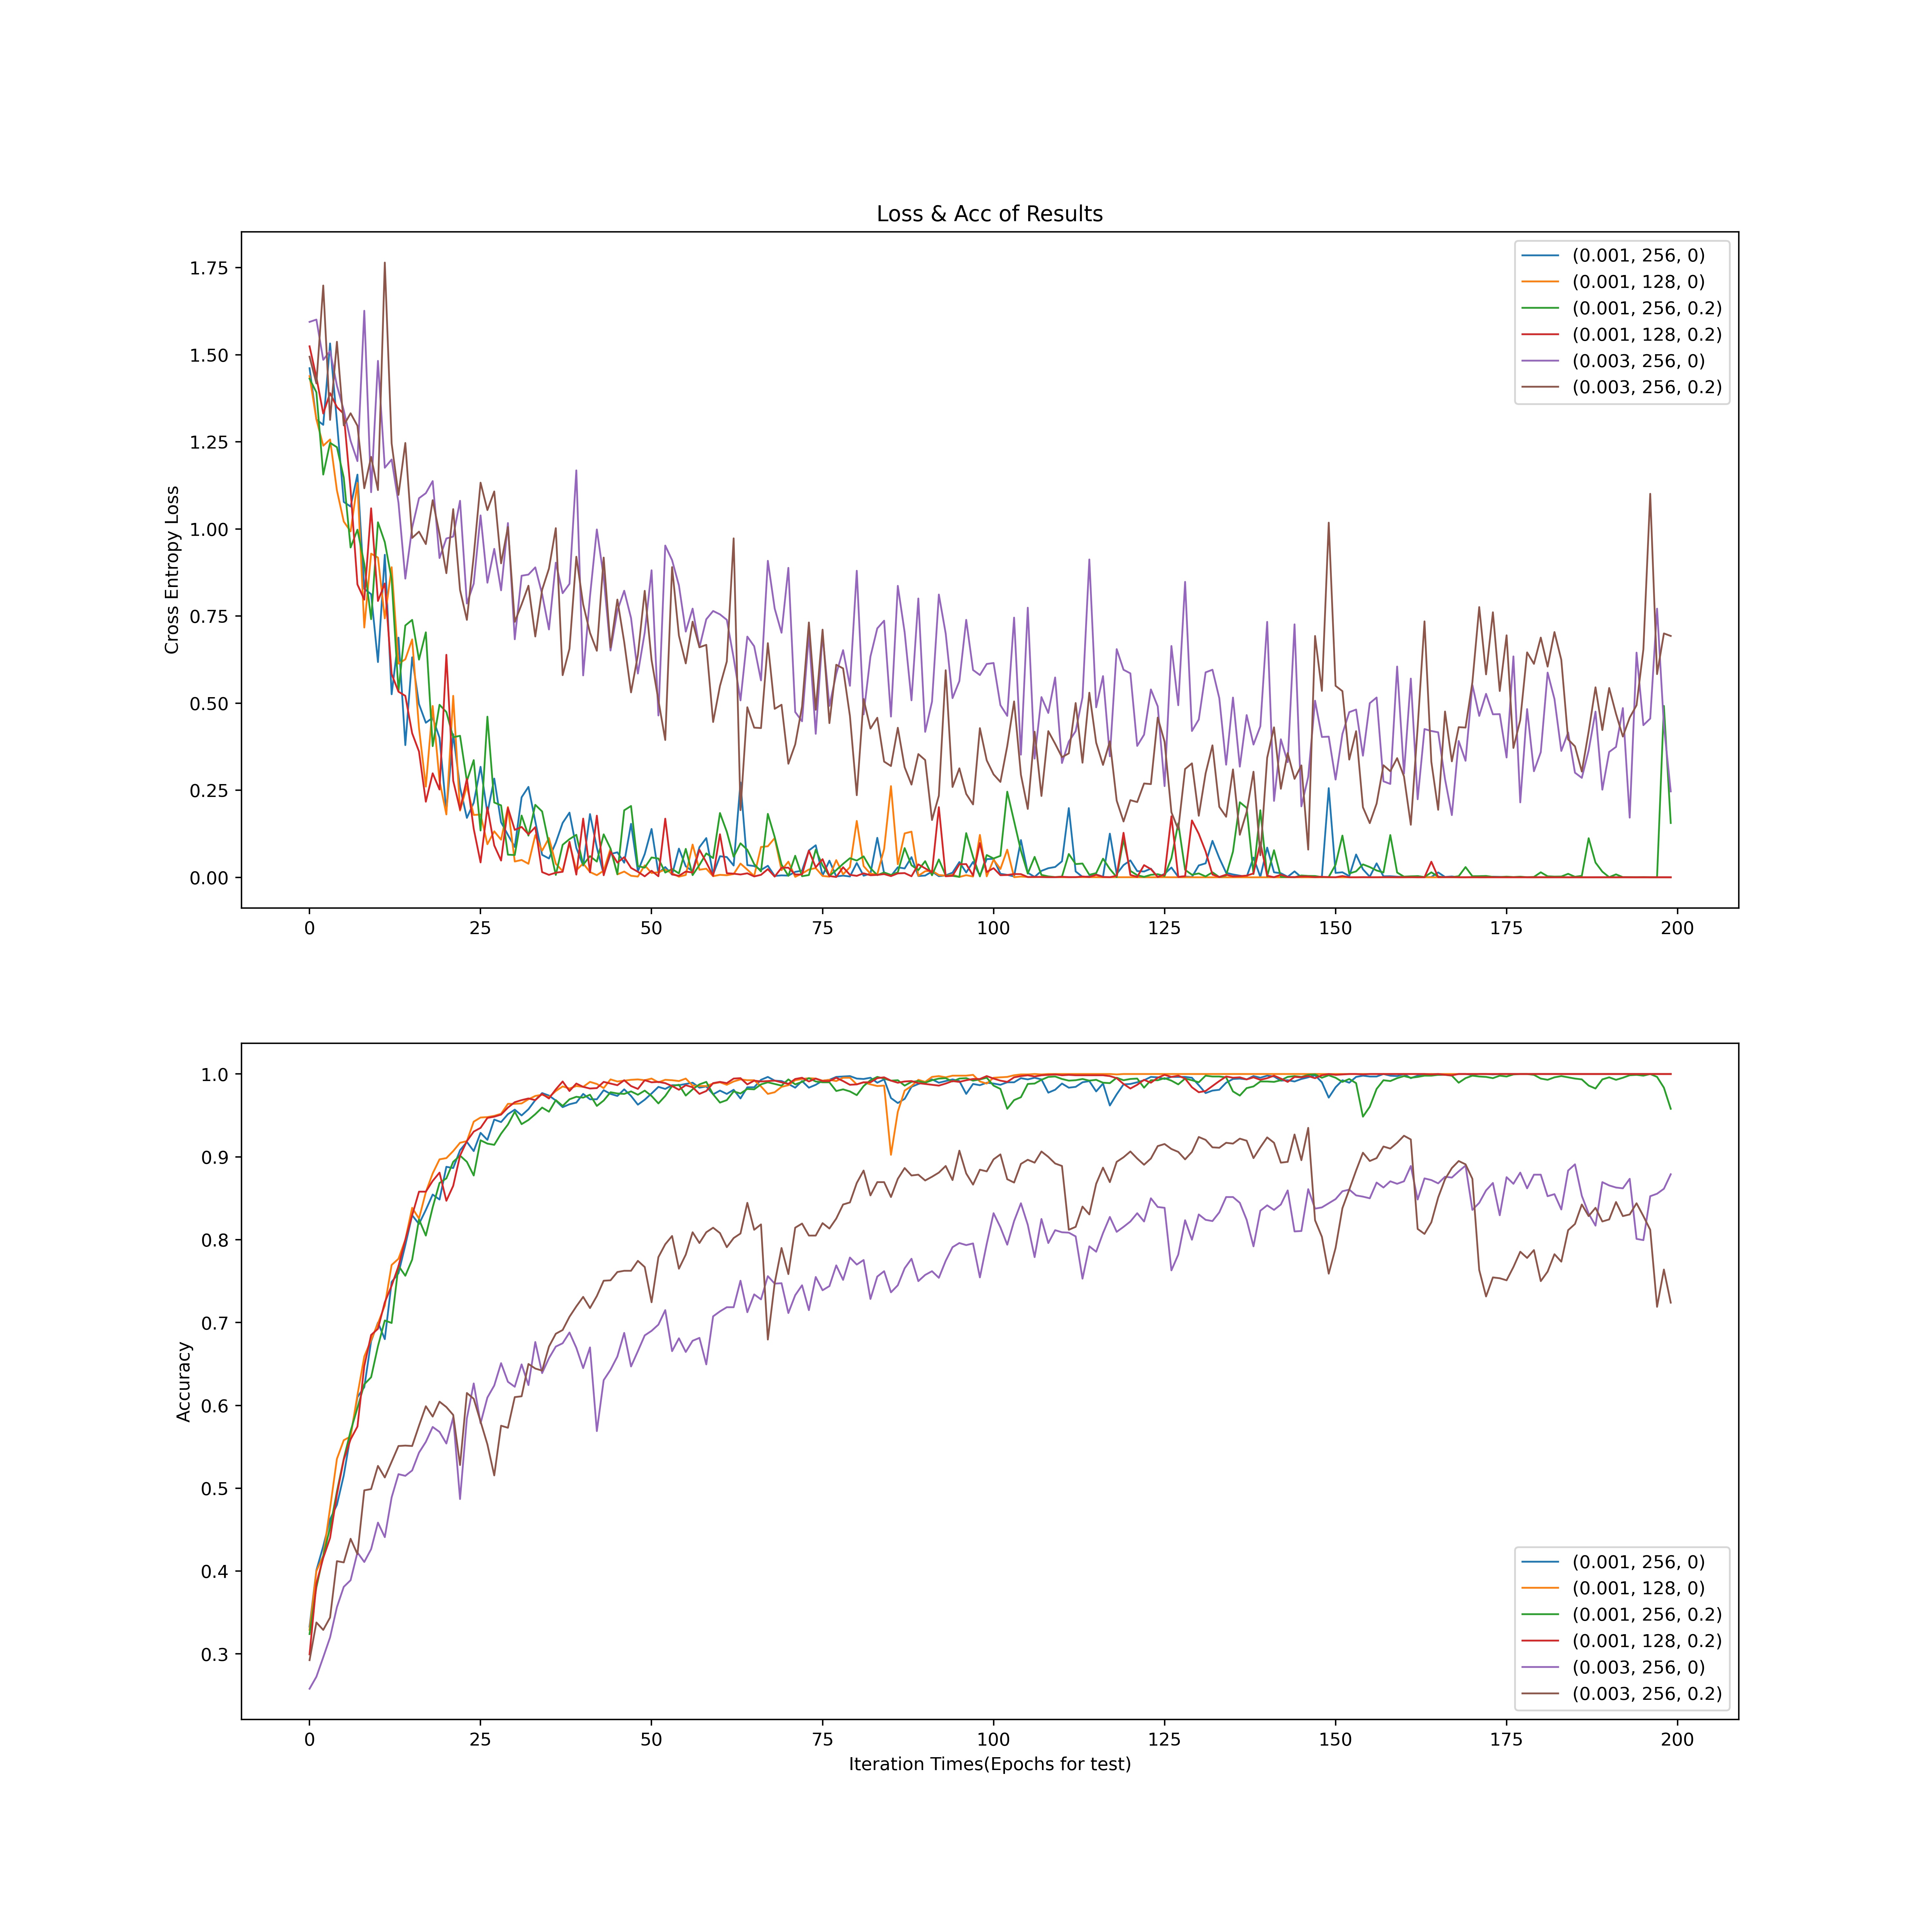 Loss & Acc of Results
Cross Entropy Loss
1.75
1.50
1.25
1.00
0.75
0.50
0.25
0.00
(0.001, 256, 0)
(0.001, 128, 0)
(0.001, 256, 0.2)
(0.001, 128, 0.2)
(0.003, 256, 0)
(0.003, 256, 0.2)
0 25 50 75 100 125 150 175 200
Accuracy
1.0
0.9
0.8
0.7
0.6
0.5
0.4
0.3
(0.001, 256, 0)
(0.001, 128, 0)
(0.001, 256, 0.2)
(0.001, 128, 0.2)
(0.003, 256, 0)
(0.003, 256, 0.2)
0 25 50 75 100 125 150 175 200
Iteration Times(Epochs for test)